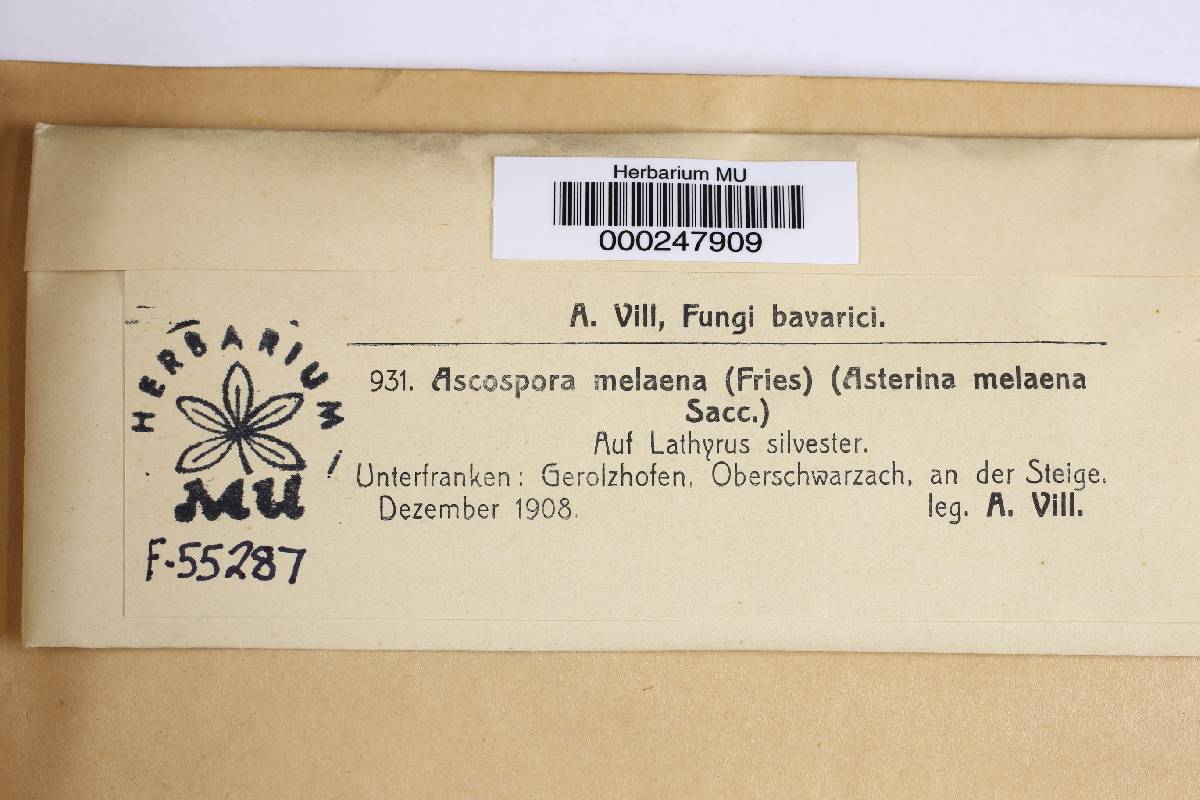 Herbarium MU
000247909
A. Vill, Fungi bavarici.
931. Ascospora melaena (Fries) (Asterina melaena
Sacc.)
Auf Lathyrus silvester.
Unterfranken: Gerolzhofen, Oberschwarzach, an der Steige.
Dezember 1908. leg. A. Vill.
HERBARIUM
MU
F-55287